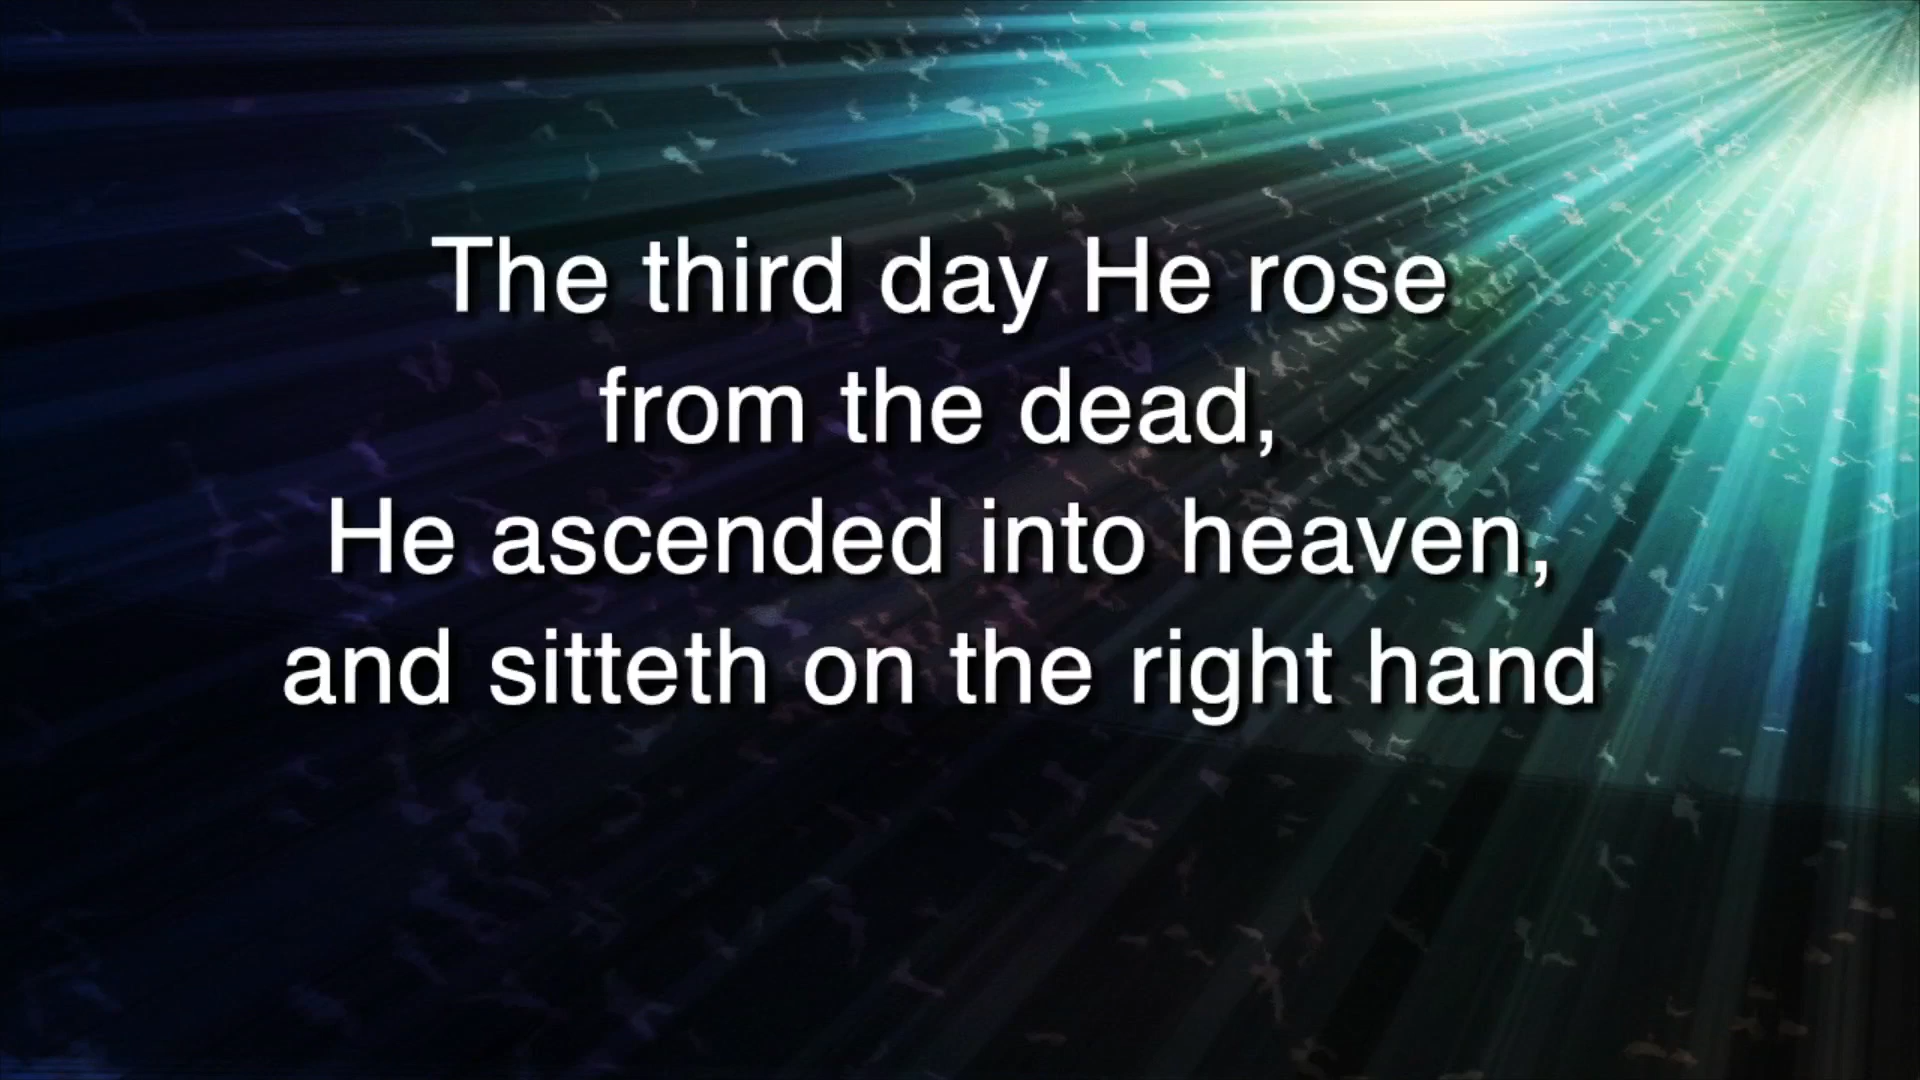 The third day He rose
from the dead,
He ascended into heaven,
and sitteth on the right hand